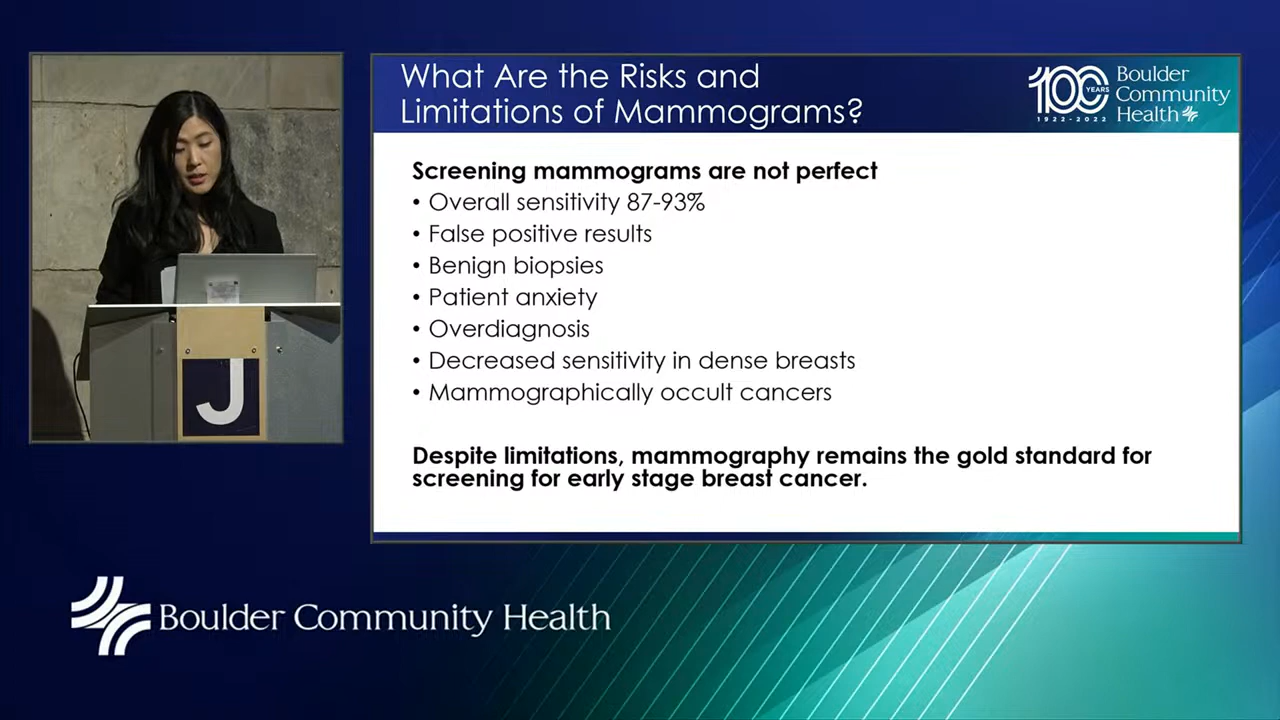 What Are the Risks and
Limitations of Mammograms?
100
YEARS
1922-2022
Boulder
Community
Health
Screening mammograms are not perfect
• Overall sensitivity 87-93%
• False positive results
• Benign biopsies
• Patient anxiety
• Overdiagnosis
• Decreased sensitivity in dense breasts
• Mammographically occult cancers
Despite limitations, mammography remains the gold standard for
screening for early stage breast cancer.
J
Boulder Community Health